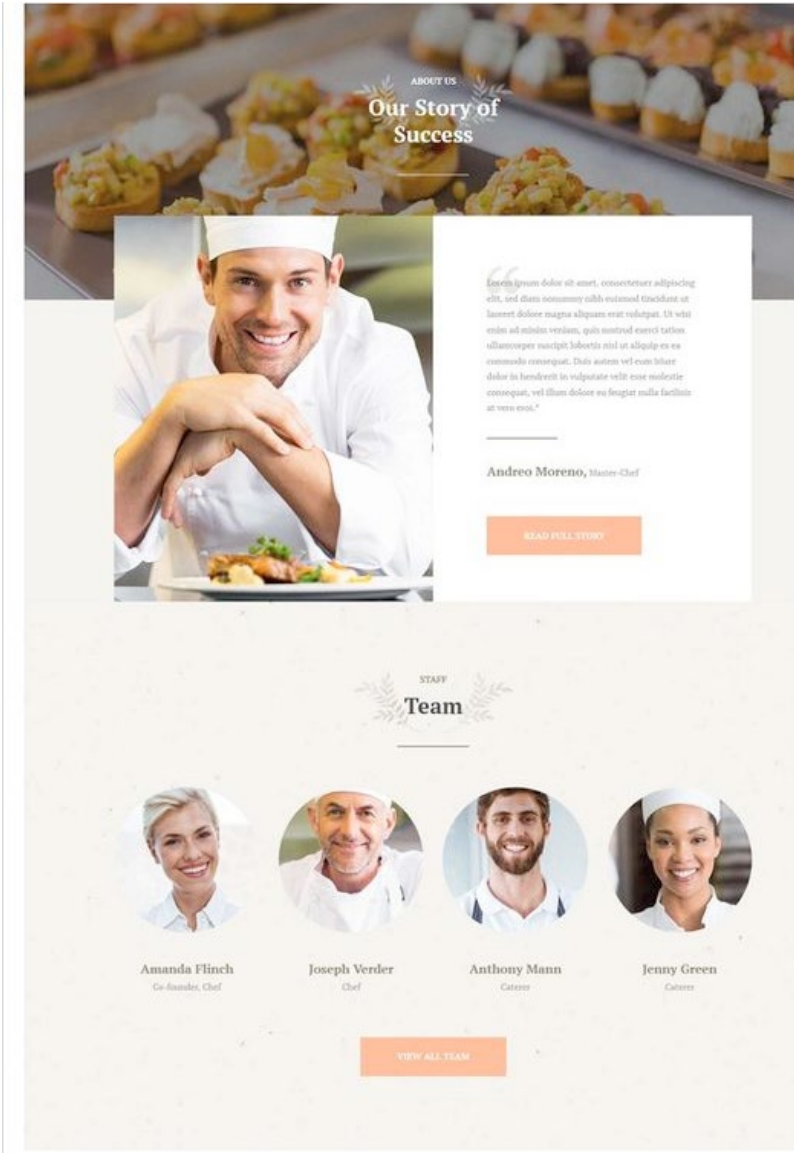 ABOUT US
Our Story of
Success
Lorem ipsum dolor sit amet, consectetuer adipiscing
elit, sed diam nonummy nibh euismod tincidunt ut
laoreet dolore magna aliquam erat volutpat. Ut wisi
enim ad minim veniam, quis nostrud exerci tation
ullamcorper suscipit lobortis nisl ut aliquip ex ea
commodo consequat. Duis autem vel eum iriure
dolor in hendrerit in vulputate velit esse molestie
consequat, vel illum dolore eu feugiat nulla facilisis
at vero eros."
Andreo Moreno, Master-Chef
READ FULL STORY
STAFF
Team
Amanda Flinch
Co-founder, Chef
Joseph Verder
Chef
Anthony Mann
Caterer
Jenny Green
Caterer
VIEW ALL TEAM